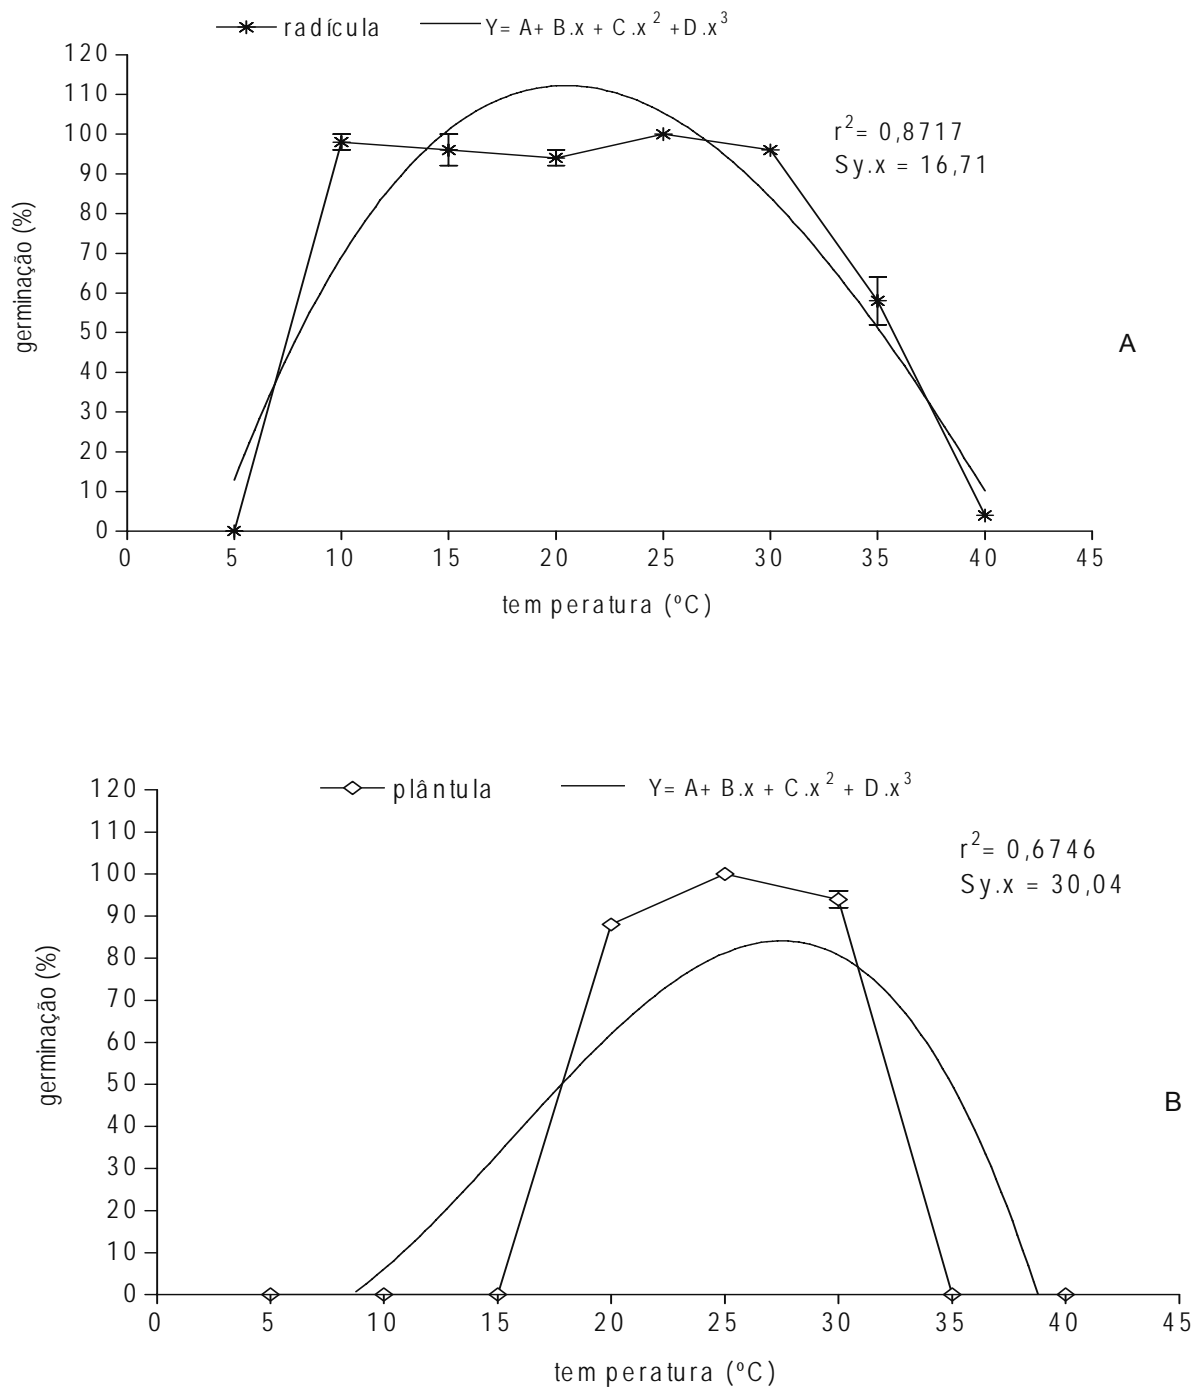 radícula Y= A+ B.x + C.x² +D.x³
120
110
100
90
80
70
60
50
40
30
20
10
0
r²= 0,8717
Sy.x = 16,71
germinação (%)
A
0 5 10 15 20 25 30 35 40 45
temperatura (ºC)
plântula Y= A+ B.x + C.x² + D.x³
120
110
100
90
80
70
60
50
40
30
20
10
0
r²= 0,6746
Sy.x = 30,04
germinação (%)
B
0 5 10 15 20 25 30 35 40 45
temperatura (ºC)